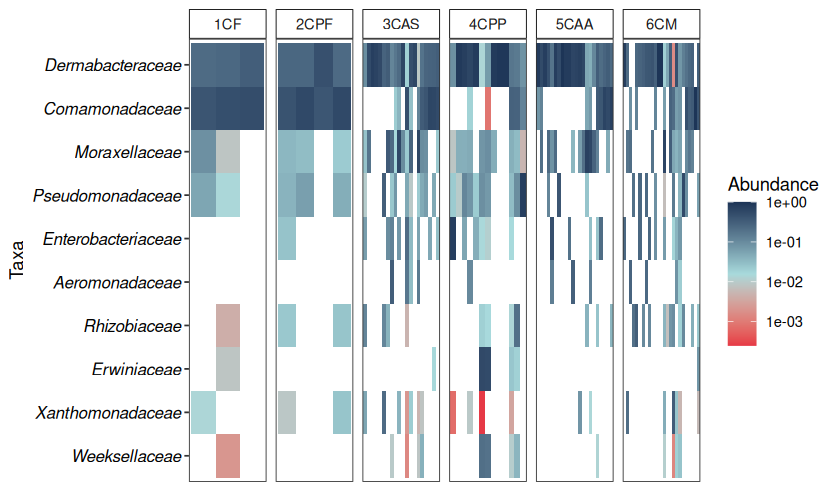 1CF 2CPF 3CAS 4CPP 5CAA 6CM
Taxa
Dermabacteraceae
Comamonadaceae
Moraxellaceae
Pseudomonadaceae
Enterobacteriaceae
Aeromonadaceae
Rhizobiaceae
Erwiniaceae
Xanthomonadaceae
Weeksellaceae
Abundance
1e+00
1e-01
1e-02
1e-03